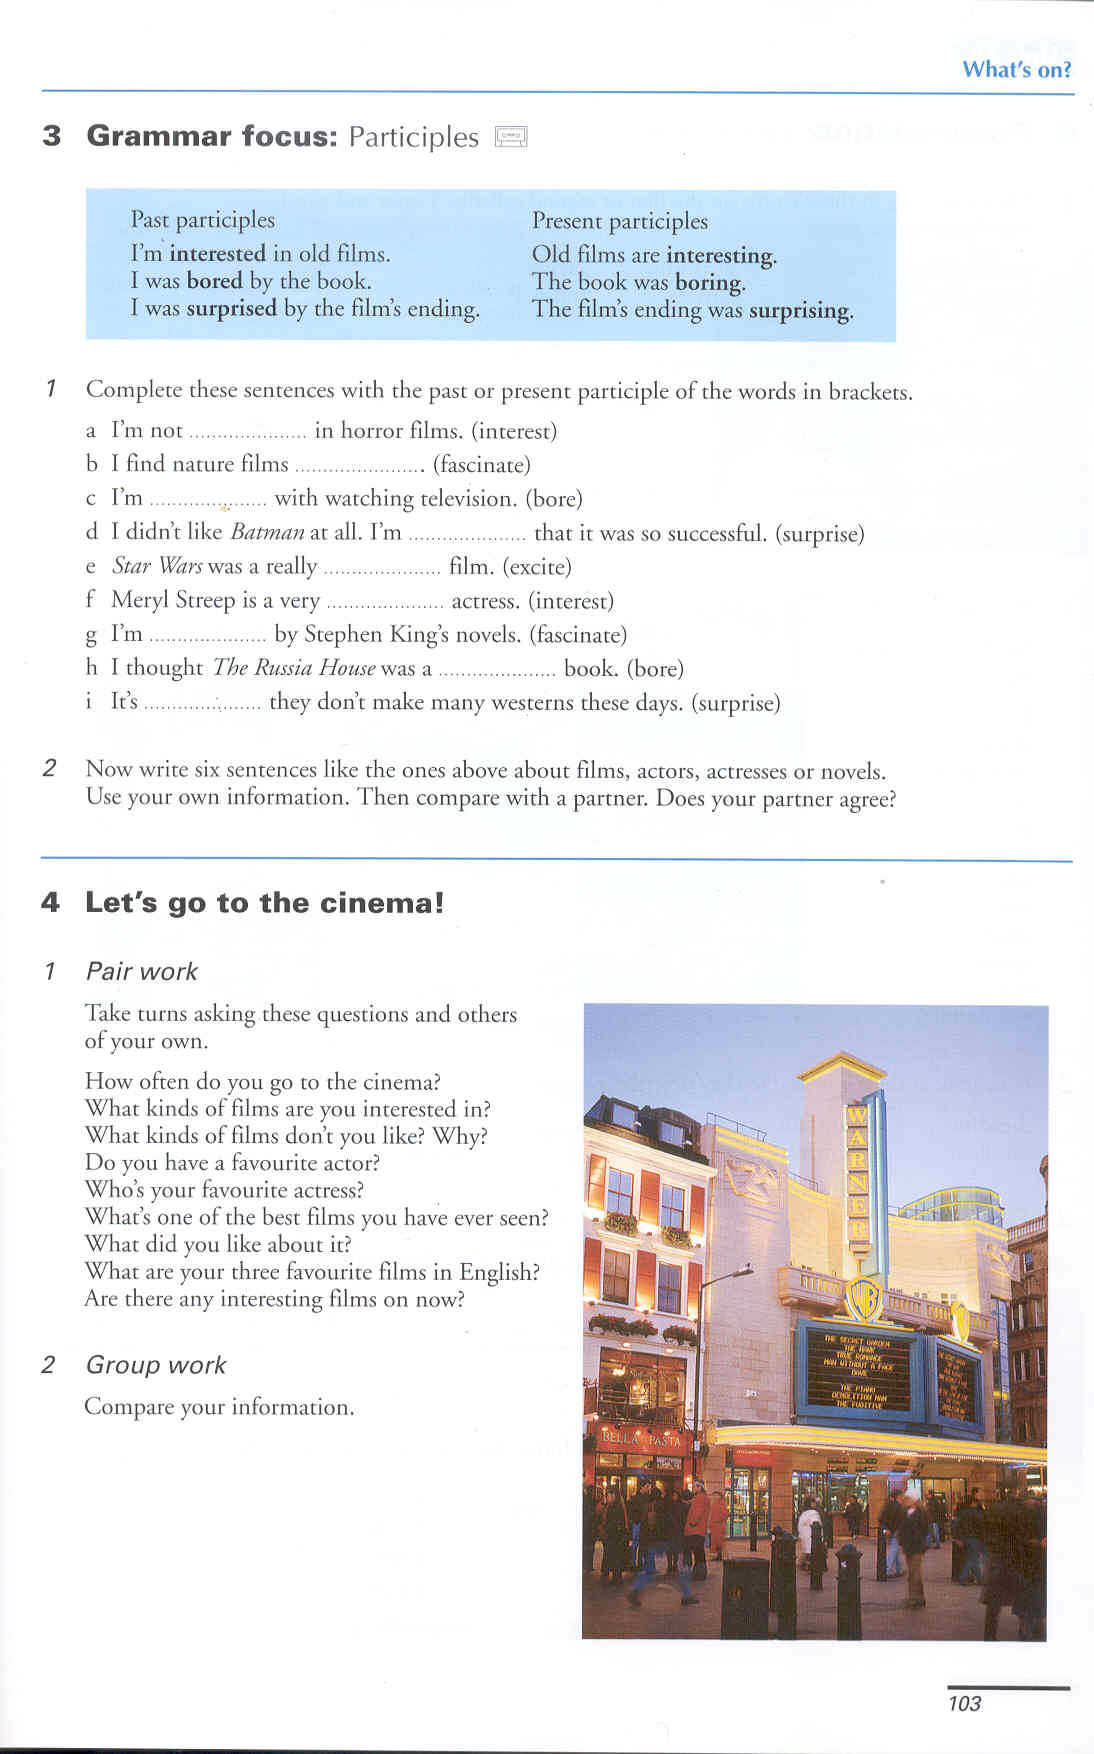 What's on?
3 Grammar focus: Participles
Past participles
I'm interested in old films.
I was bored by the book.
I was surprised by the film's ending.
Present participles
Old films are interesting.
The book was boring.
The film's ending was surprising.
1 Complete these sentences with the past or present participle of the words in brackets.
a I'm not ..................... in horror films. (interest)
b I find nature films ....................... (fascinate)
c I'm ..................... with watching television. (bore)
d I didn't like Batman at all. I'm ..................... that it was so successful. (surprise)
e Star Wars was a really ..................... film. (excite)
f Meryl Streep is a very ..................... actress. (interest)
g I'm ..................... by Stephen King's novels. (fascinate)
h I thought The Russia House was a ..................... book. (bore)
i It's ..................... they don't make many westerns these days. (surprise)
2 Now write six sentences like the ones above about films, actors, actresses or novels.
Use your own information. Then compare with a partner. Does your partner agree?
4 Let's go to the cinema!
1 Pair work
Take turns asking these questions and others
of your own.
How often do you go to the cinema?
What kinds of films are you interested in?
What kinds of films don't you like? Why?
Do you have a favourite actor?
Who's your favourite actress?
What's one of the best films you have ever seen?
What did you like about it?
What are your three favourite films in English?
Are there any interesting films on now?
2 Group work
Compare your information.
WARNER
WB
THE SECRET GARDEN
THE HAWK
TRUE ROMANCE
MAN WITHOUT A FACE
DAVE
THE PIANO
DEMOLITION MAN
THE FUGITIVE
BELLA PASTA
103